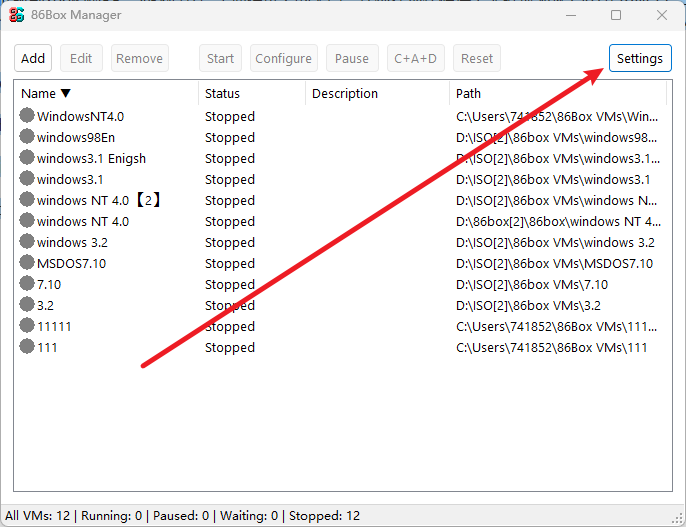 86Box Manager
Add Edit Remove Start Configure Pause C+A+D Reset Settings
Name ▼ Status Description Path
WindowsNT4.0 Stopped C:\Users\741852\86Box VMs\Win...
windows98En Stopped D:\ISO[2]\86box VMs\windows98...
windows3.1 Enigsh Stopped D:\ISO[2]\86box VMs\windows3.1...
windows3.1 Stopped D:\ISO[2]\86box VMs\windows3.1
windows NT 4.0【2】 Stopped D:\ISO[2]\86box VMs\windows N...
windows NT 4.0 Stopped D:\86box[2]\86box\windows NT 4...
windows 3.2 Stopped D:\ISO[2]\86box VMs\windows 3.2
MSDOS7.10 Stopped D:\ISO[2]\86box VMs\MSDOS7.10
7.10 Stopped D:\ISO[2]\86box VMs\7.10
3.2 Stopped D:\ISO[2]\86box VMs\3.2
11111 Stopped C:\Users\741852\86Box VMs\111...
111 Stopped C:\Users\741852\86Box VMs\111
All VMs: 12 | Running: 0 | Paused: 0 | Waiting: 0 | Stopped: 12